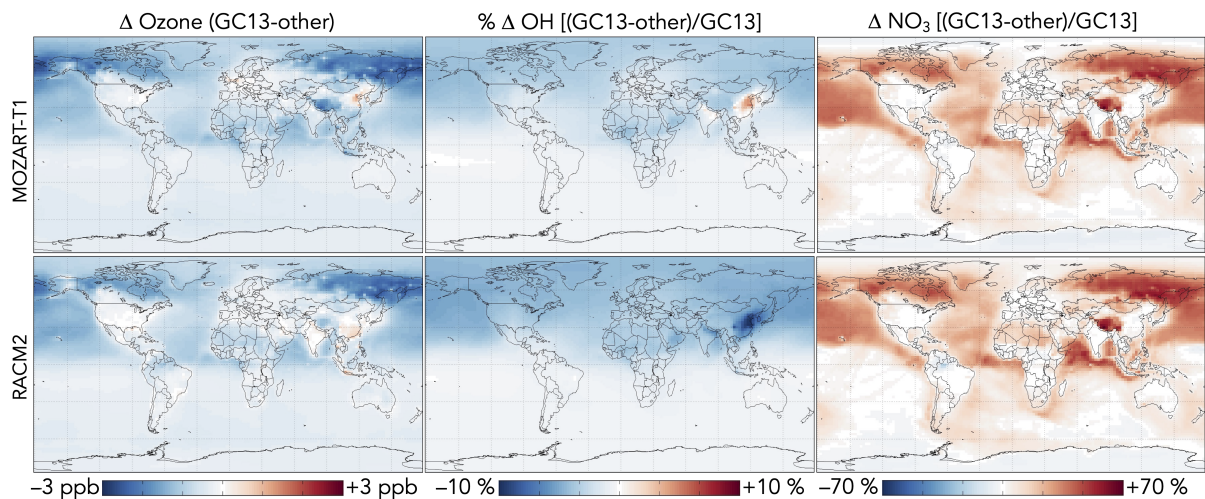 Δ Ozone (GC13-other)
% Δ OH [(GC13-other)/GC13]
Δ NO₃ [(GC13-other)/GC13]
MOZART-T1
RACM2
–3 ppb
+3 ppb
–10 %
+10 %
–70 %
+70 %